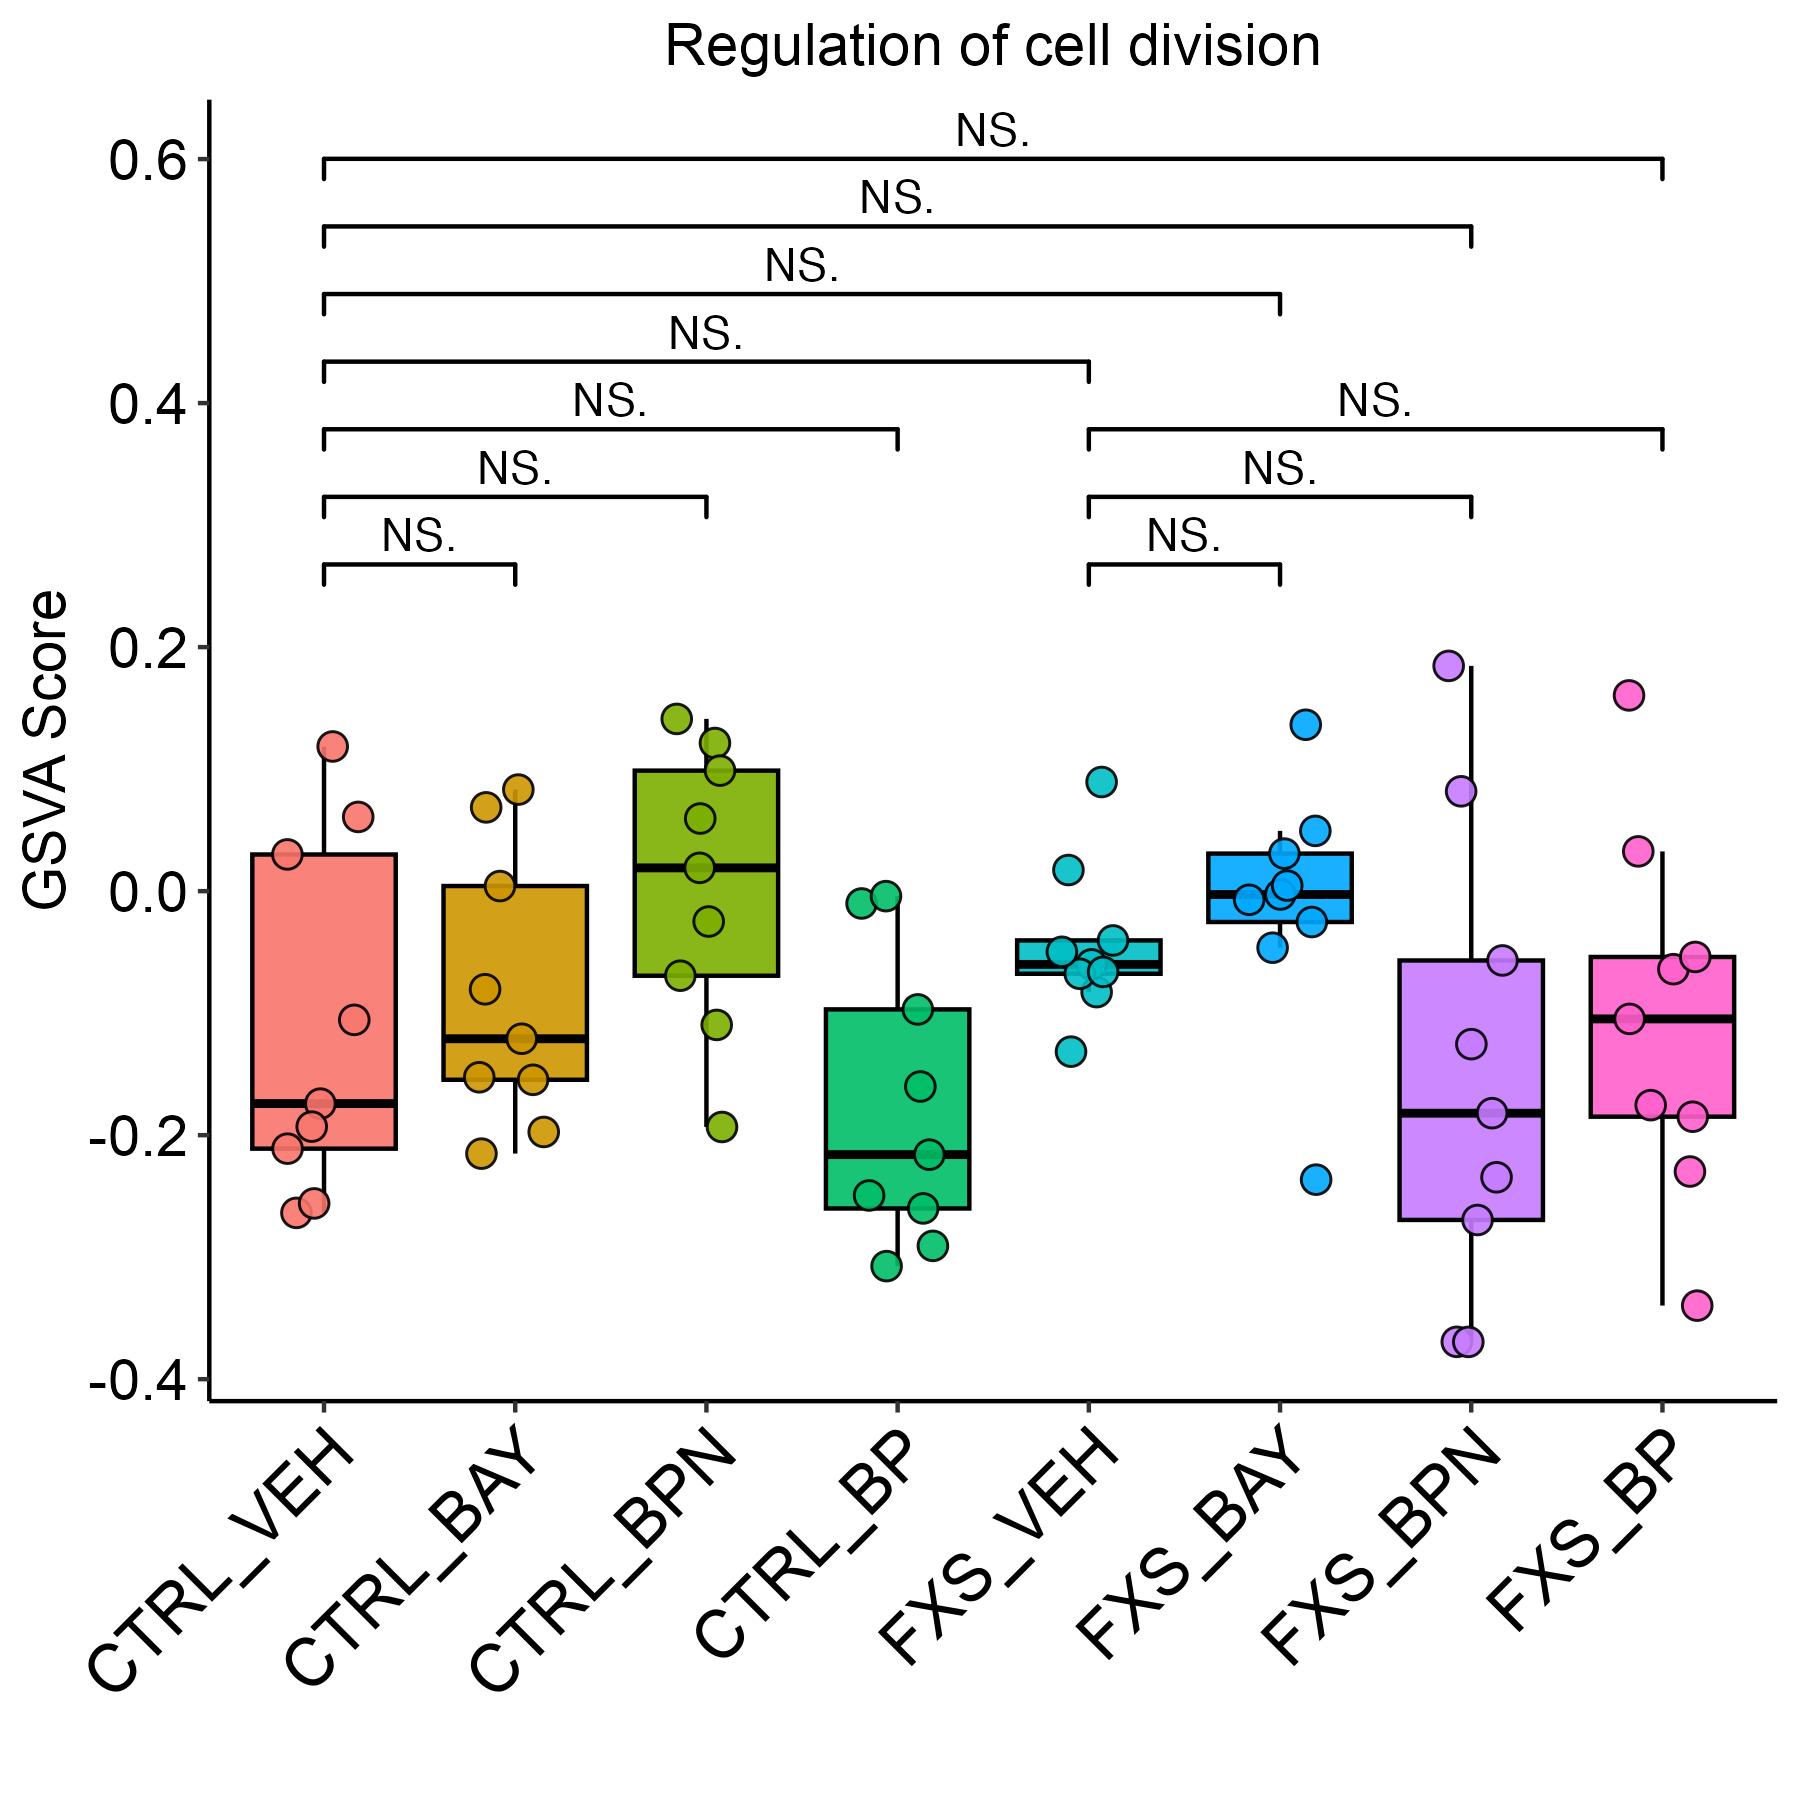 Regulation of cell division
NS.
0.6
NS.
NS.
NS.
0.4
NS.
NS.
NS.
NS.
NS.
NS.
0.2
0.0
-0.2
-0.4
GSVA Score
CTRL_VEH
CTRL_BAY
CTRL_BPN
CTRL_BP
FXS_VEH
FXS_BAY
FXS_BPN
FXS_BP